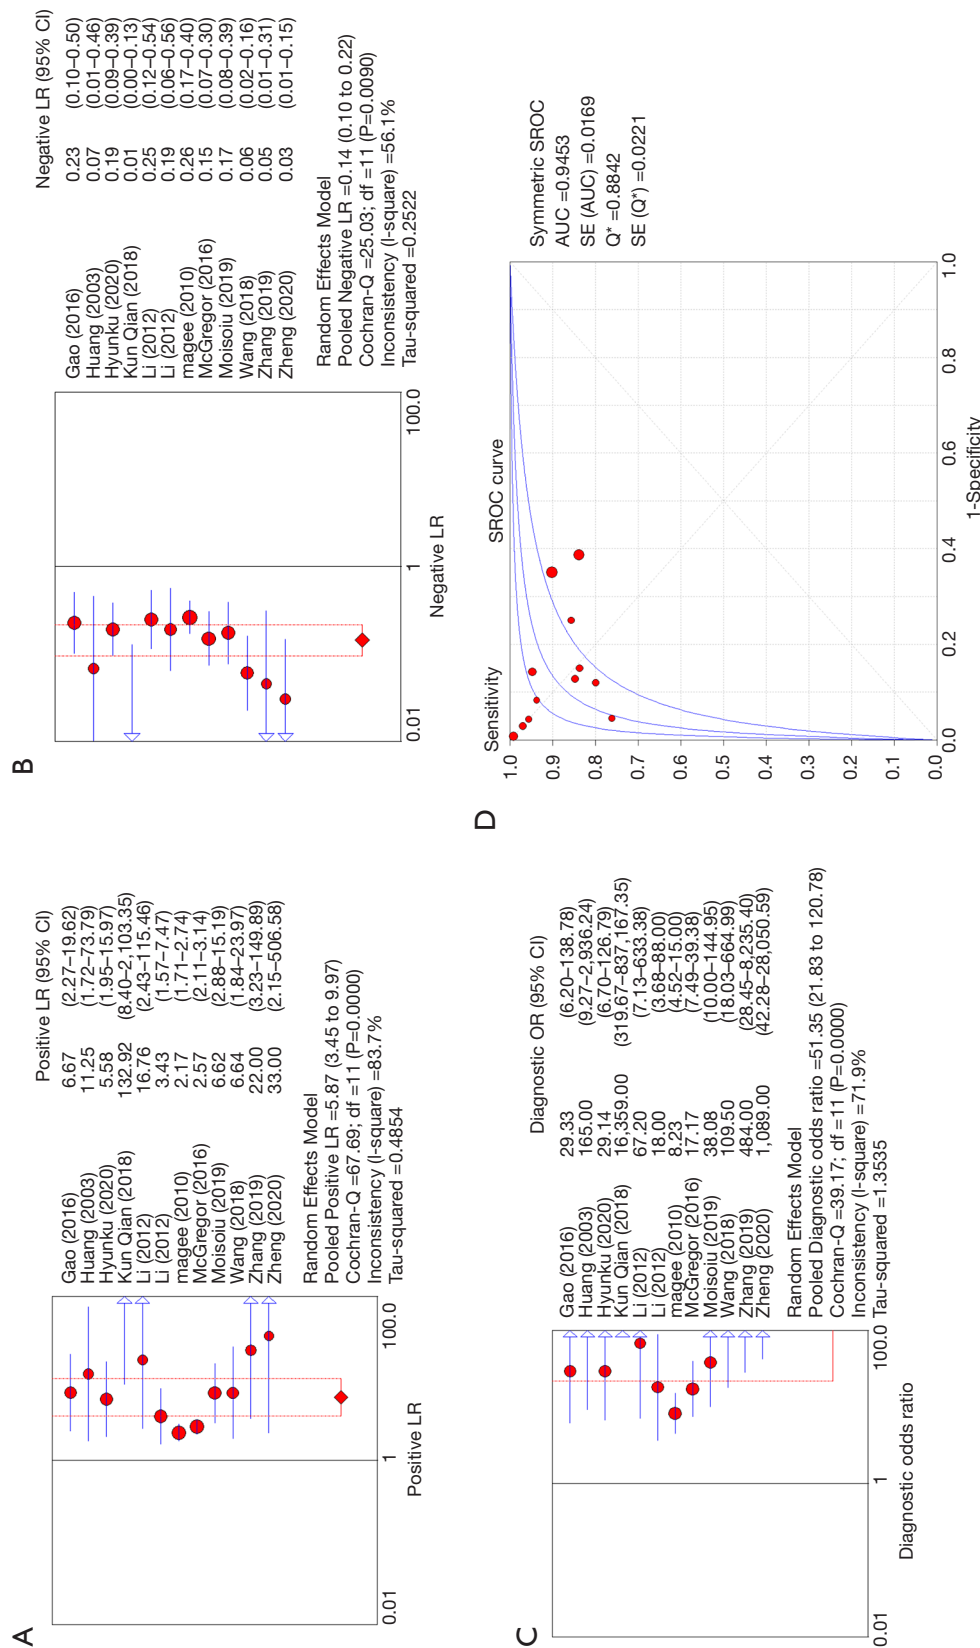 A
Positive LR (95% CI)
Gao (2016) 6.67 (2.27–19.62)
Huang (2003) 11.25 (1.72–73.79)
Hyunku (2020) 5.58 (1.95–15.97)
Kun Qian (2018) 132.92 (8.40–2,103.35)
Li (2012) 16.76 (2.43–115.46)
Li (2012) 3.43 (1.57–7.47)
magee (2010) 2.17 (1.71–2.74)
McGregor (2016) 2.57 (2.11–3.14)
Moisoiu (2019) 6.62 (2.88–15.19)
Wang (2018) 6.64 (1.84–23.97)
Zhang (2019) 22.00 (3.23–149.89)
Zheng (2020) 33.00 (2.15–506.58)
Random Effects Model
Pooled Positive LR =5.87 (3.45 to 9.97)
Cochran-Q =67.69; df =11 (P=0.0000)
Inconsistency (I-square) =83.7%
Tau-squared =0.4854
0.01 1 100.0
Positive LR
B
Negative LR (95% CI)
Gao (2016) 0.23 (0.10–0.50)
Huang (2003) 0.07 (0.01–0.46)
Hyunku (2020) 0.19 (0.09–0.39)
Kun Qian (2018) 0.01 (0.00–0.13)
Li (2012) 0.25 (0.12–0.54)
Li (2012) 0.19 (0.06–0.56)
magee (2010) 0.26 (0.17–0.40)
McGregor (2016) 0.15 (0.07–0.30)
Moisoiu (2019) 0.17 (0.08–0.39)
Wang (2018) 0.06 (0.02–0.16)
Zhang (2019) 0.05 (0.01–0.31)
Zheng (2020) 0.03 (0.01–0.15)
Random Effects Model
Pooled Negative LR =0.14 (0.10 to 0.22)
Cochran-Q =25.03; df =11 (P=0.0090)
Inconsistency (I-square) =56.1%
Tau-squared =0.2522
0.01 1 100.0
Negative LR
C
Diagnostic OR (95% CI)
Gao (2016) 29.33 (6.20–138.78)
Huang (2003) 165.00 (9.27–2,936.24)
Hyunku (2020) 29.14 (6.70–126.79)
Kun Qian (2018) 16,359.00 (319.67–837,167.35)
Li (2012) 67.20 (7.13–633.38)
Li (2012) 18.00 (3.68–88.00)
magee (2010) 8.23 (4.52–15.00)
McGregor (2016) 17.17 (7.49–39.38)
Moisoiu (2019) 38.08 (10.00–144.95)
Wang (2018) 109.50 (18.03–664.99)
Zhang (2019) 484.00 (28.45–8,235.40)
Zheng (2020) 1,089.00 (42.28–28,050.59)
Random Effects Model
Pooled Diagnostic odds ratio =51.35 (21.83 to 120.78)
Cochran-Q =39.17; df =11 (P=0.0000)
Inconsistency (I-square) =71.9%
Tau-squared =1.3535
0.01 1 100.0
Diagnostic odds ratio
D
Sensitivity SROC curve
1.0
0.9
0.8
0.7
0.6
0.5
0.4
0.3
0.2
0.1
0.0
0.0 0.2 0.4 0.6 0.8 1.0
1-Specificity
Symmetric SROC
AUC =0.9453
SE (AUC) =0.0169
Q* =0.8842
SE (Q*) =0.0221